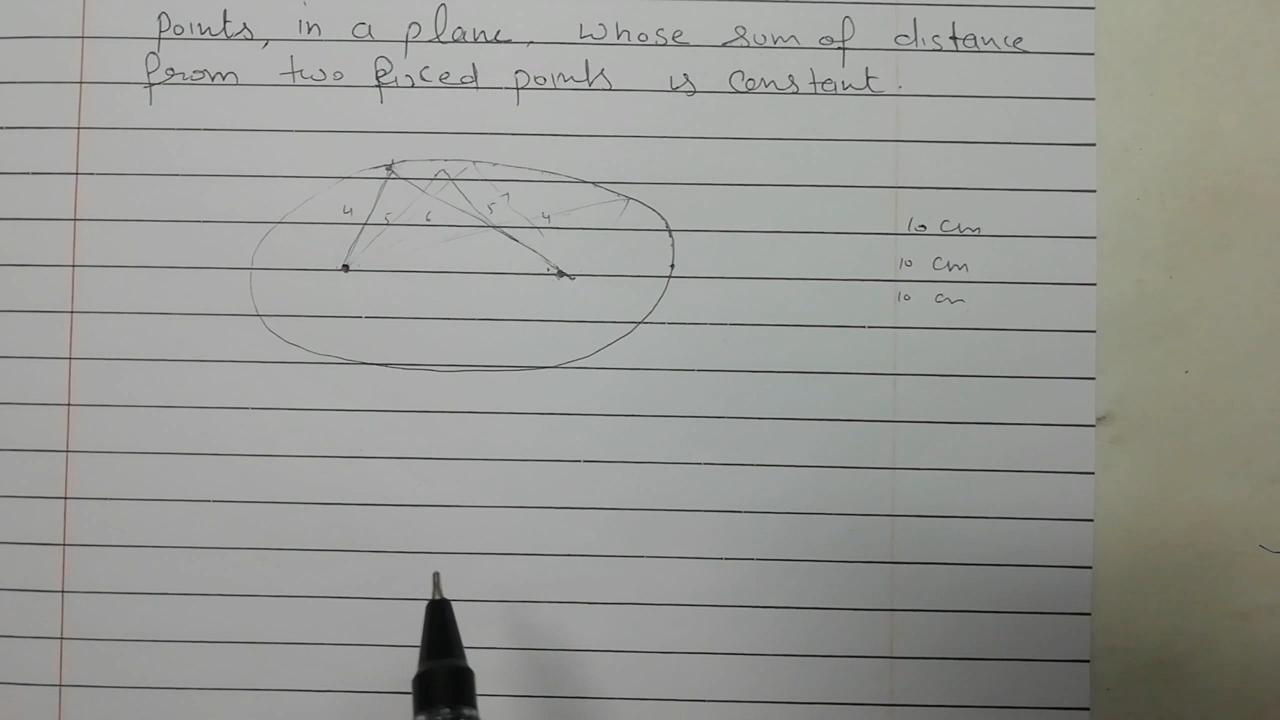 points, in a plane, whose sum of distance
from two fixed points is constant.
4 5 6 5 7 4
10 cm
10 cm
10 cm